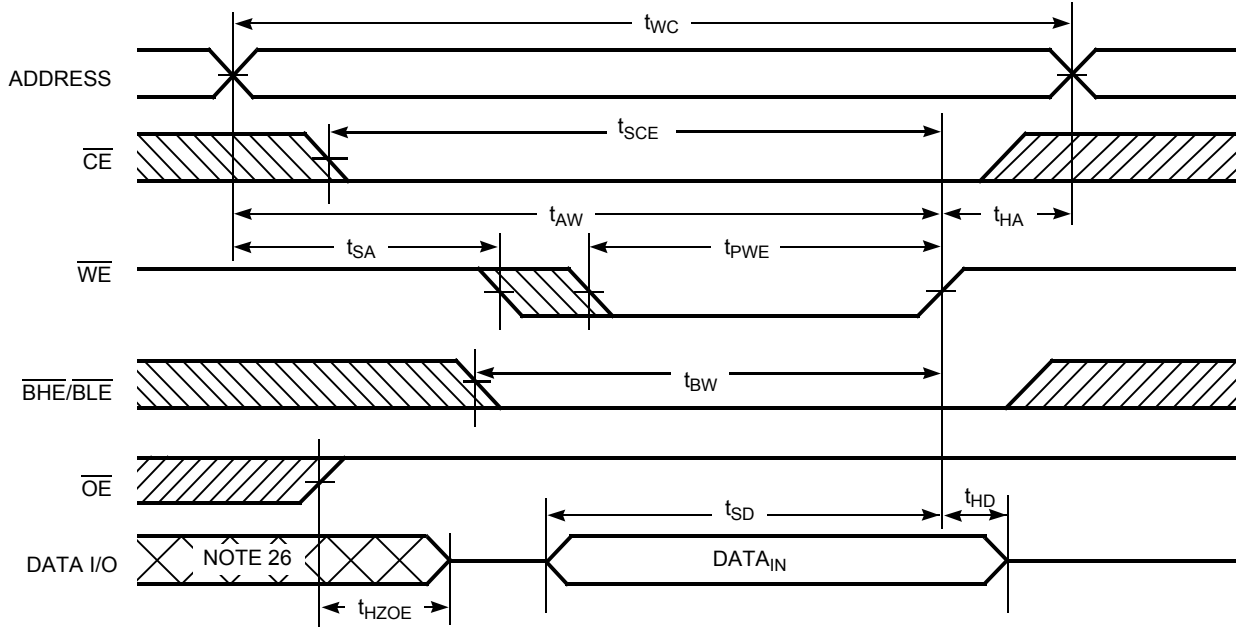 tWC
ADDRESS
tSCE
CE
tAW
tHA
tSA
tPWE
WE
tBW
BHE/BLE
OE
tSD
tHD
DATA I/O
NOTE 26
DATAIN
tHZOE